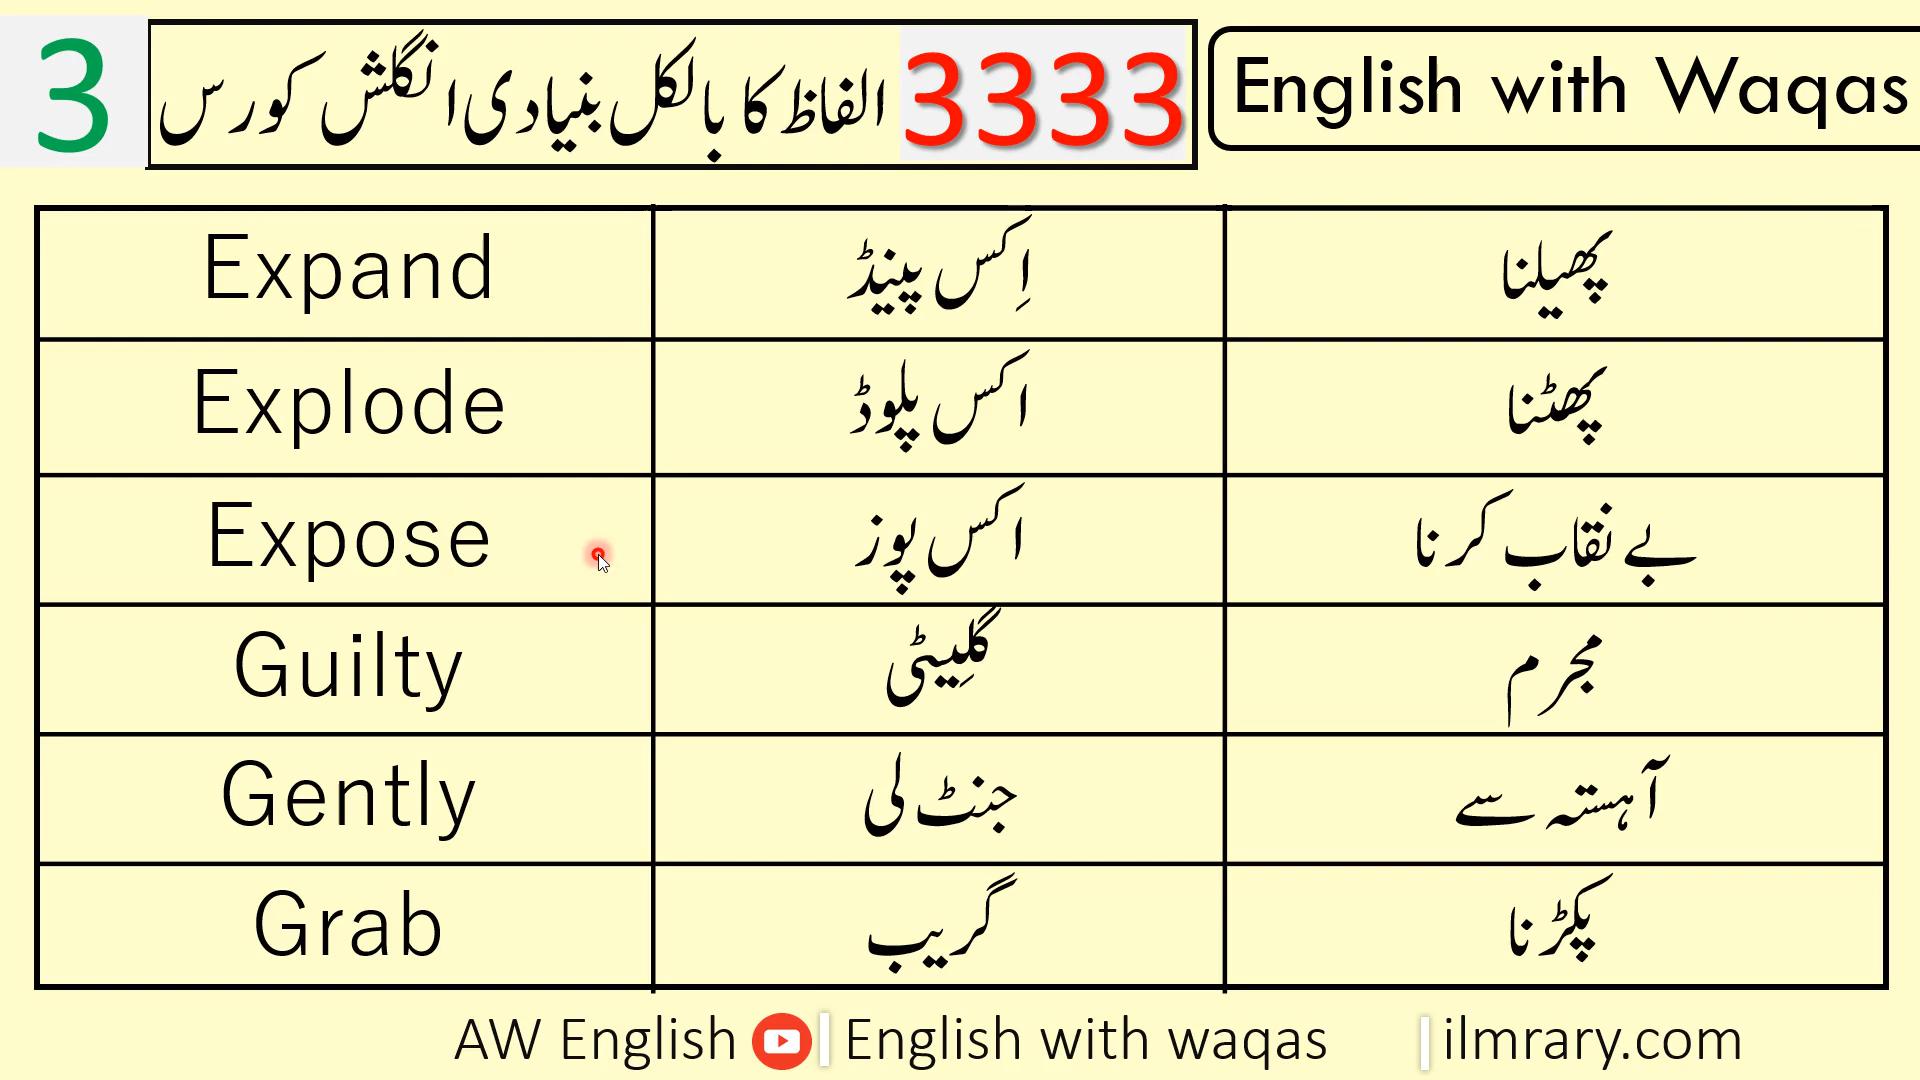 3
3333 الفاظ کا بالکل بنیادی انگلش کورس
English with Waqas
Expand اِکس پینیڈ پھیلنا
Explode اکس پلوڈ پھٹنا
Expose اکس پوز بے نقاب کرنا
Guilty گلِیٹی مجرم
Gently جنٹ لی آہستہ سے
Grab گریب پکڑنا
AW English | English with waqas | ilmrary.com